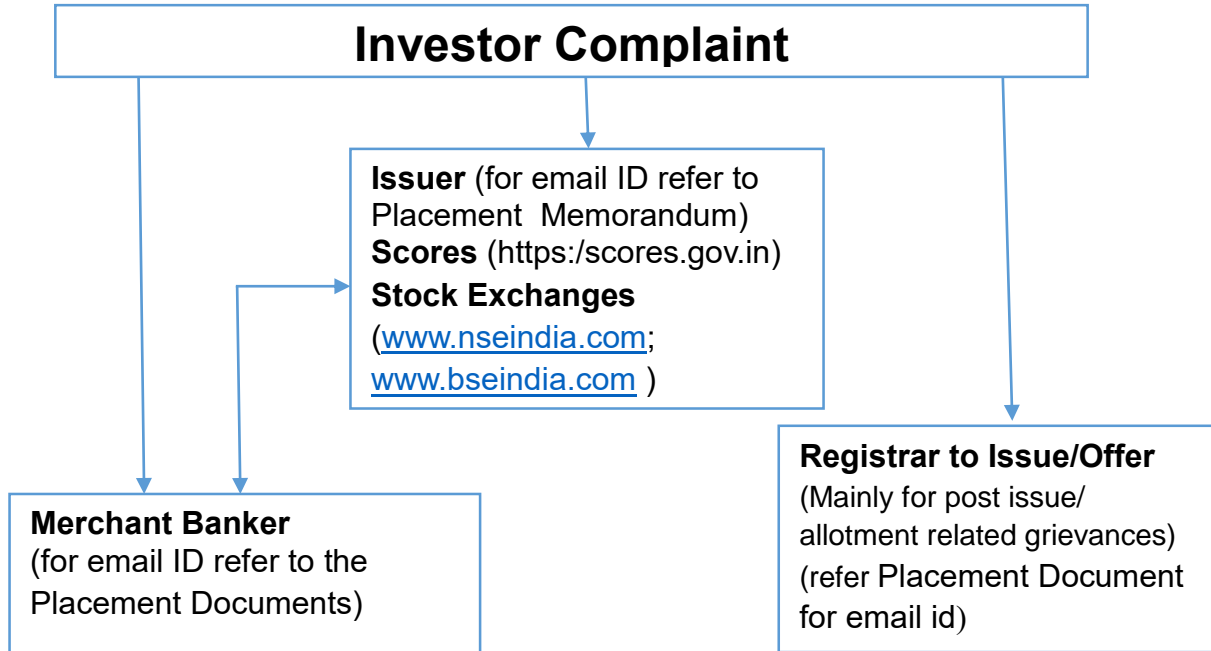 Investor Complaint
Issuer (for email ID refer to
Placement Memorandum)
Scores (https:/scores.gov.in)
Stock Exchanges
(www.nseindia.com;
www.bseindia.com )
Merchant Banker
(for email ID refer to the
Placement Documents)
Registrar to Issue/Offer
(Mainly for post issue/
allotment related grievances)
(refer Placement Document
for email id)